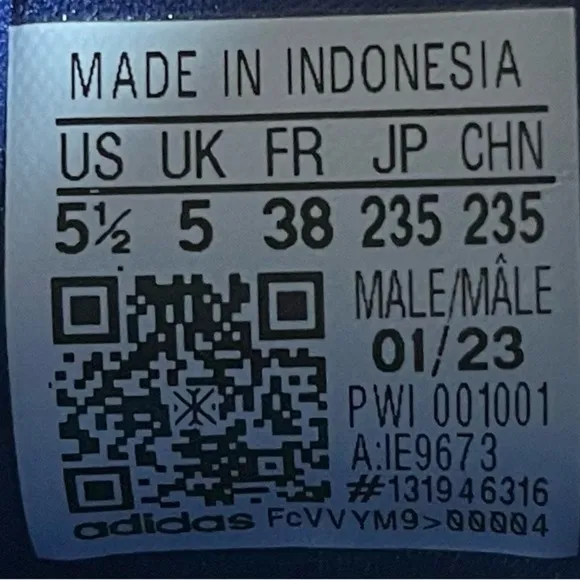 MADE IN INDONESIA
US UK FR JP CHN
5½ 5 38 235 235
MALE/MÂLE
01/23
PWI 001001
A:IE9673
#131946316
adidas FcVVYM9>00004